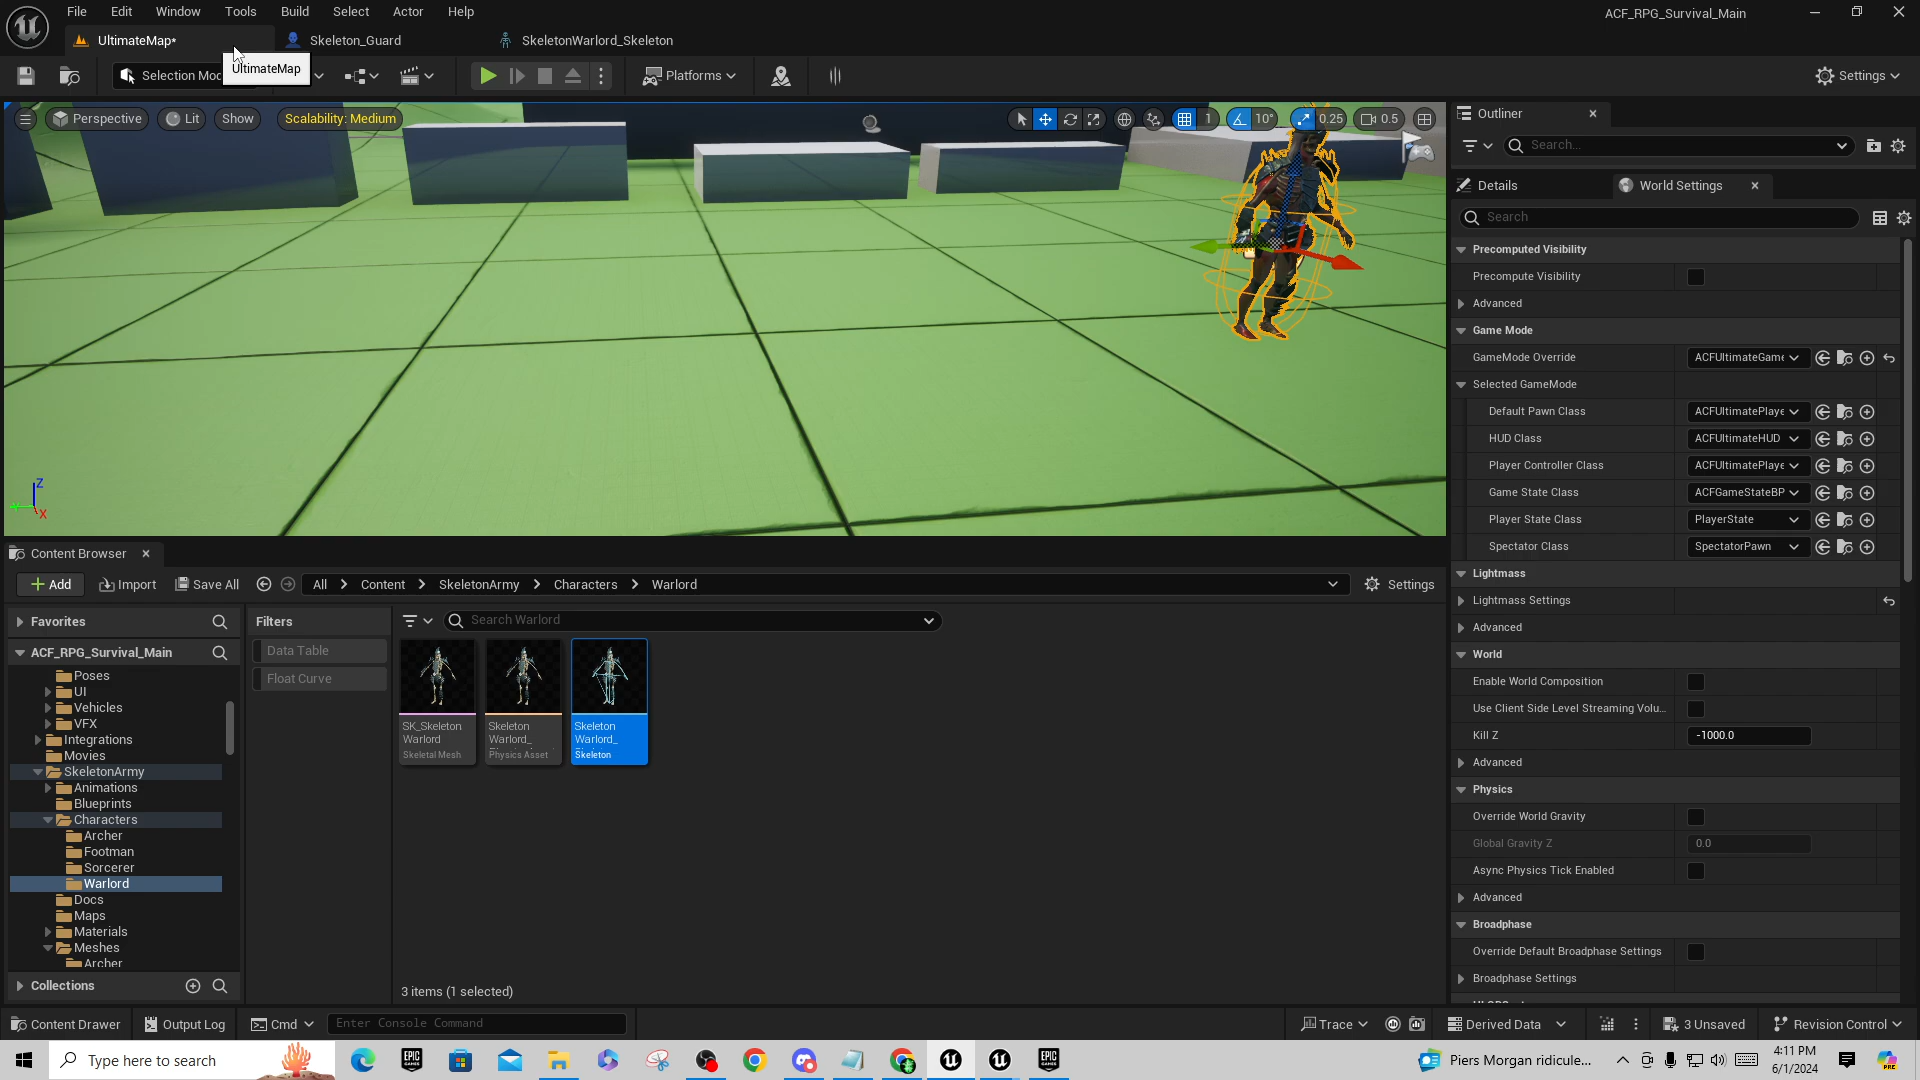 File Edit Window Tools Build Select Actor Help
ACF_RPG_Survival_Main
UltimateMap* Skeleton_Guard SkeletonWarlord_Skeleton
Selection Mod
UltimateMap
Platforms
Settings
Perspective Lit Show Scalability: Medium
1 10° 0.25 0.5
Outliner
Search...
Details World Settings
Search
Precomputed Visibility
Precompute Visibility
Advanced
Game Mode
GameMode Override ACFUltimateGame
Selected GameMode
Default Pawn Class ACFUltimatePlaye
HUD Class ACFUltimateHUD
Player Controller Class ACFUltimatePlaye
Game State Class ACFGameStateBP
Player State Class PlayerState
Spectator Class SpectatorPawn
Lightmass
Lightmass Settings
Advanced
World
Enable World Composition
Use Client Side Level Streaming Volu...
Kill Z -1000.0
Advanced
Physics
Override World Gravity
Global Gravity Z 0.0
Async Physics Tick Enabled
Advanced
Broadphase
Override Default Broadphase Settings
Broadphase Settings
Z
X
Content Browser
Add Import Save All All Content SkeletonArmy Characters Warlord Settings
Favorites
ACF_RPG_Survival_Main
Poses
UI
Vehicles
VFX
Integrations
Movies
SkeletonArmy
Animations
Blueprints
Characters
Archer
Footman
Sorcerer
Warlord
Docs
Maps
Materials
Meshes
Archer
Collections
Filters
Data Table
Float Curve
Search Warlord
SK_Skeleton
Warlord
Skeletal Mesh
Skeleton
Warlord_
Physics Asset
Skeleton
Warlord_
Skeleton
3 items (1 selected)
Content Drawer Output Log Cmd Enter Console Command Trace Derived Data 3 Unsaved Revision Control
Type here to search
EPIC GAMES
EPIC GAMES
Piers Morgan ridicule...
4:11 PM
6/1/2024
PRE